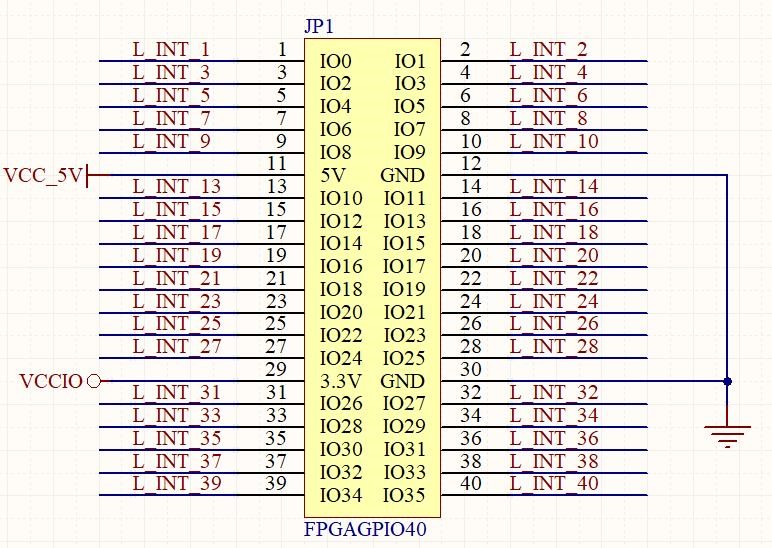 JP1
L_INT_1 1 IO0 IO1 2 L_INT_2
L_INT_3 3 IO2 IO3 4 L_INT_4
L_INT_5 5 IO4 IO5 6 L_INT_6
L_INT_7 7 IO6 IO7 8 L_INT_8
L_INT_9 9 IO8 IO9 10 L_INT_10
VCC_5V 11 5V GND 12
L_INT_13 13 IO10 IO11 14 L_INT_14
L_INT_15 15 IO12 IO13 16 L_INT_16
L_INT_17 17 IO14 IO15 18 L_INT_18
L_INT_19 19 IO16 IO17 20 L_INT_20
L_INT_21 21 IO18 IO19 22 L_INT_22
L_INT_23 23 IO20 IO21 24 L_INT_24
L_INT_25 25 IO22 IO23 26 L_INT_26
L_INT_27 27 IO24 IO25 28 L_INT_28
VCCIO 29 3.3V GND 30
L_INT_31 31 IO26 IO27 32 L_INT_32
L_INT_33 33 IO28 IO29 34 L_INT_34
L_INT_35 35 IO30 IO31 36 L_INT_36
L_INT_37 37 IO32 IO33 38 L_INT_38
L_INT_39 39 IO34 IO35 40 L_INT_40
FPGAGPIO40